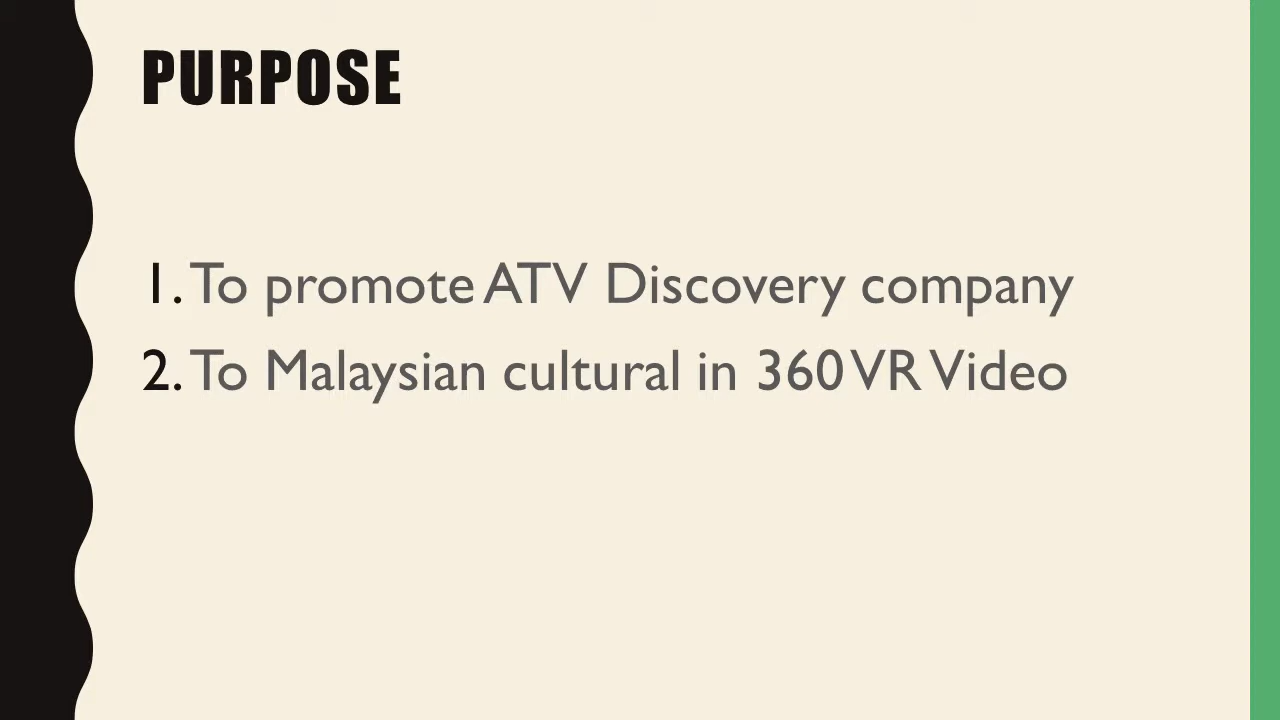 PURPOSE
1. To promote ATV Discovery company
2. To Malaysian cultural in 360 VR Video